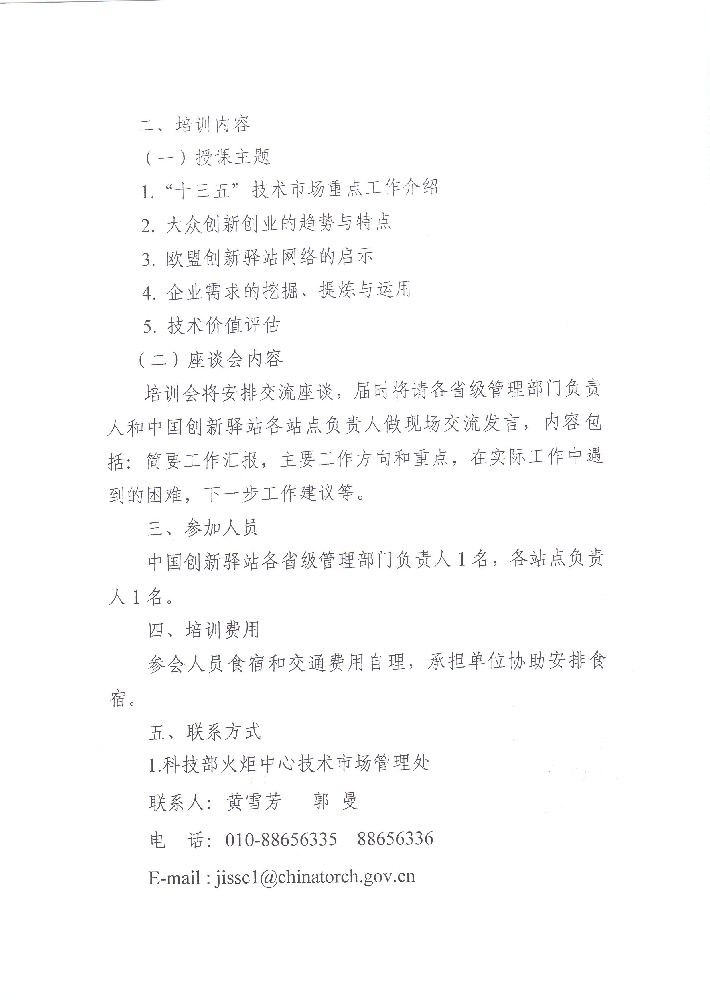 二、培训内容
（一）授课主题
1. “十三五”技术市场重点工作介绍
2. 大众创新创业的趋势与特点
3. 欧盟创新驿站网络的启示
4. 企业需求的挖掘、提炼与运用
5. 技术价值评估
（二）座谈会内容
培训会将安排交流座谈，届时将请各省级管理部门负责
人和中国创新驿站各站点负责人做现场交流发言，内容包
括：简要工作汇报，主要工作方向和重点，在实际工作中遇
到的困难，下一步工作建议等。
三、参加人员
中国创新驿站各省级管理部门负责人1名，各站点负责
人1名。
四、培训费用
参会人员食宿和交通费用自理，承担单位协助安排食
宿。
五、联系方式
1.科技部火炬中心技术市场管理处
联系人：黄雪芳　郭 曼
电　话：010-88656335　88656336
E-mail : jissc1@chinatorch.gov.cn